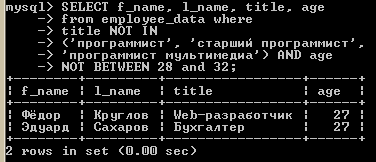 mysql> SELECT f_name, l_name, title, age
    -> from employee_data where
    -> title NOT IN
    -> ('программист', 'старший программист',
    -> 'программист мультимедиа') AND age
    -> NOT BETWEEN 28 and 32;
+--------+---------+-----------------+------+
| f_name | l_name | title | age |
+--------+---------+-----------------+------+
| Фёдор | Круглов | Web-разработчик | 27 |
| Эдуард | Сахаров | Бухгалтер | 27 |
+--------+---------+-----------------+------+
2 rows in set (0.00 sec)